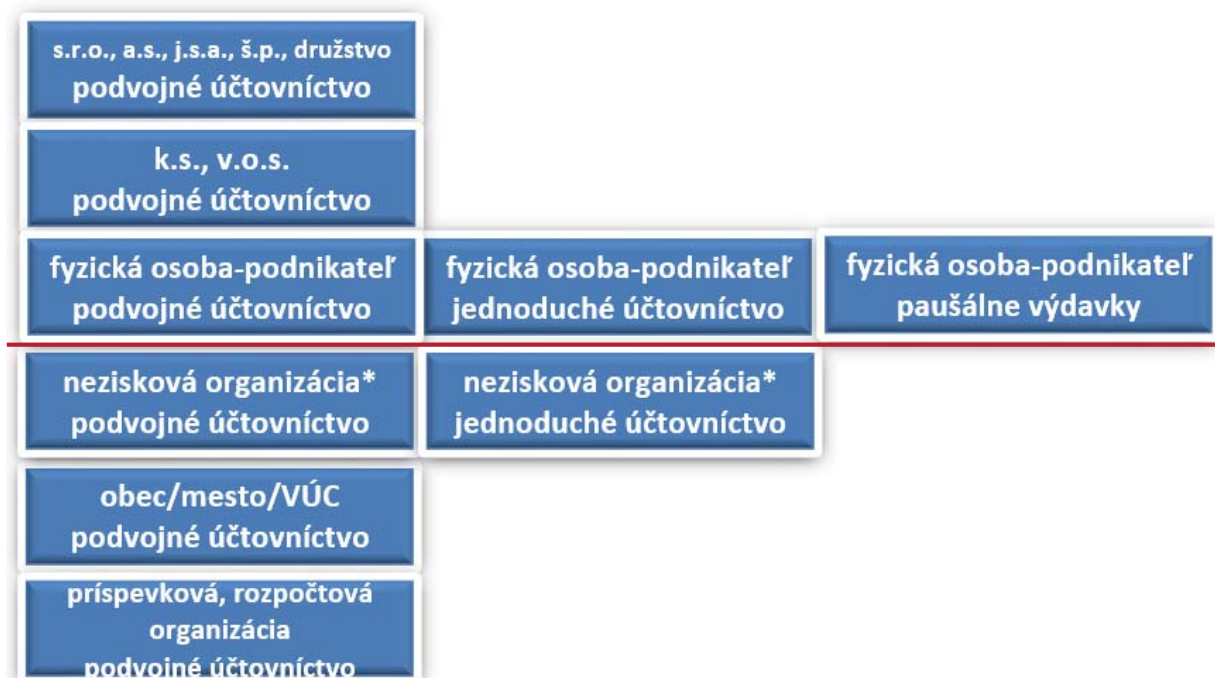 s.r.o., a.s., j.s.a., š.p., družstvo
podvojné účtovníctvo
k.s., v.o.s.
podvojné účtovníctvo
fyzická osoba-podnikateľ
podvojné účtovníctvo
fyzická osoba-podnikateľ
jednoduché účtovníctvo
fyzická osoba-podnikateľ
paušálne výdavky
nezisková organizácia*
podvojné účtovníctvo
nezisková organizácia*
jednoduché účtovníctvo
obec/mesto/VÚC
podvojné účtovníctvo
príspevková, rozpočtová
organizácia
podvojné účtovníctvo